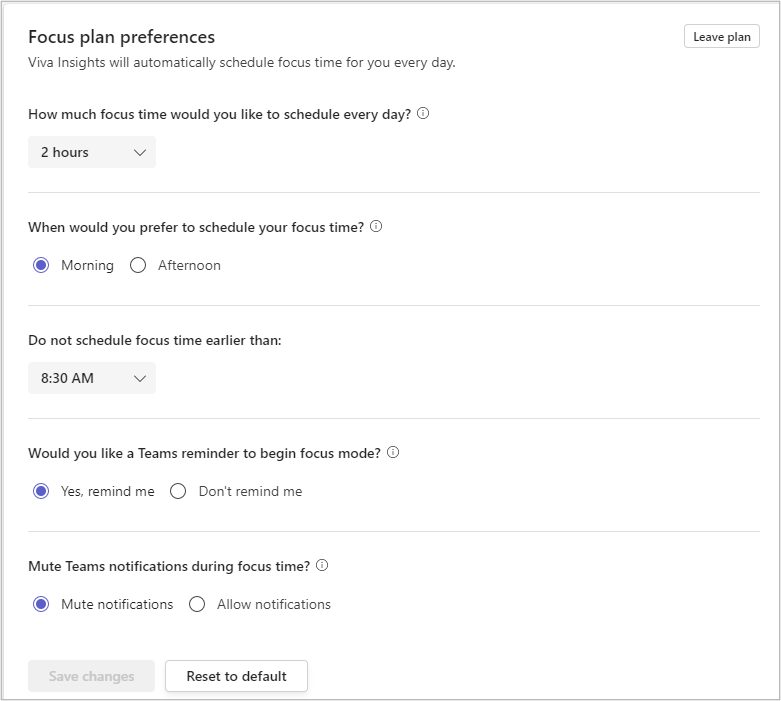 Focus plan preferences
Leave plan
Viva Insights will automatically schedule focus time for you every day.
How much focus time would you like to schedule every day?
2 hours
When would you prefer to schedule your focus time?
Morning Afternoon
Do not schedule focus time earlier than:
8:30 AM
Would you like a Teams reminder to begin focus mode?
Yes, remind me Don't remind me
Mute Teams notifications during focus time?
Mute notifications Allow notifications
Save changes Reset to default